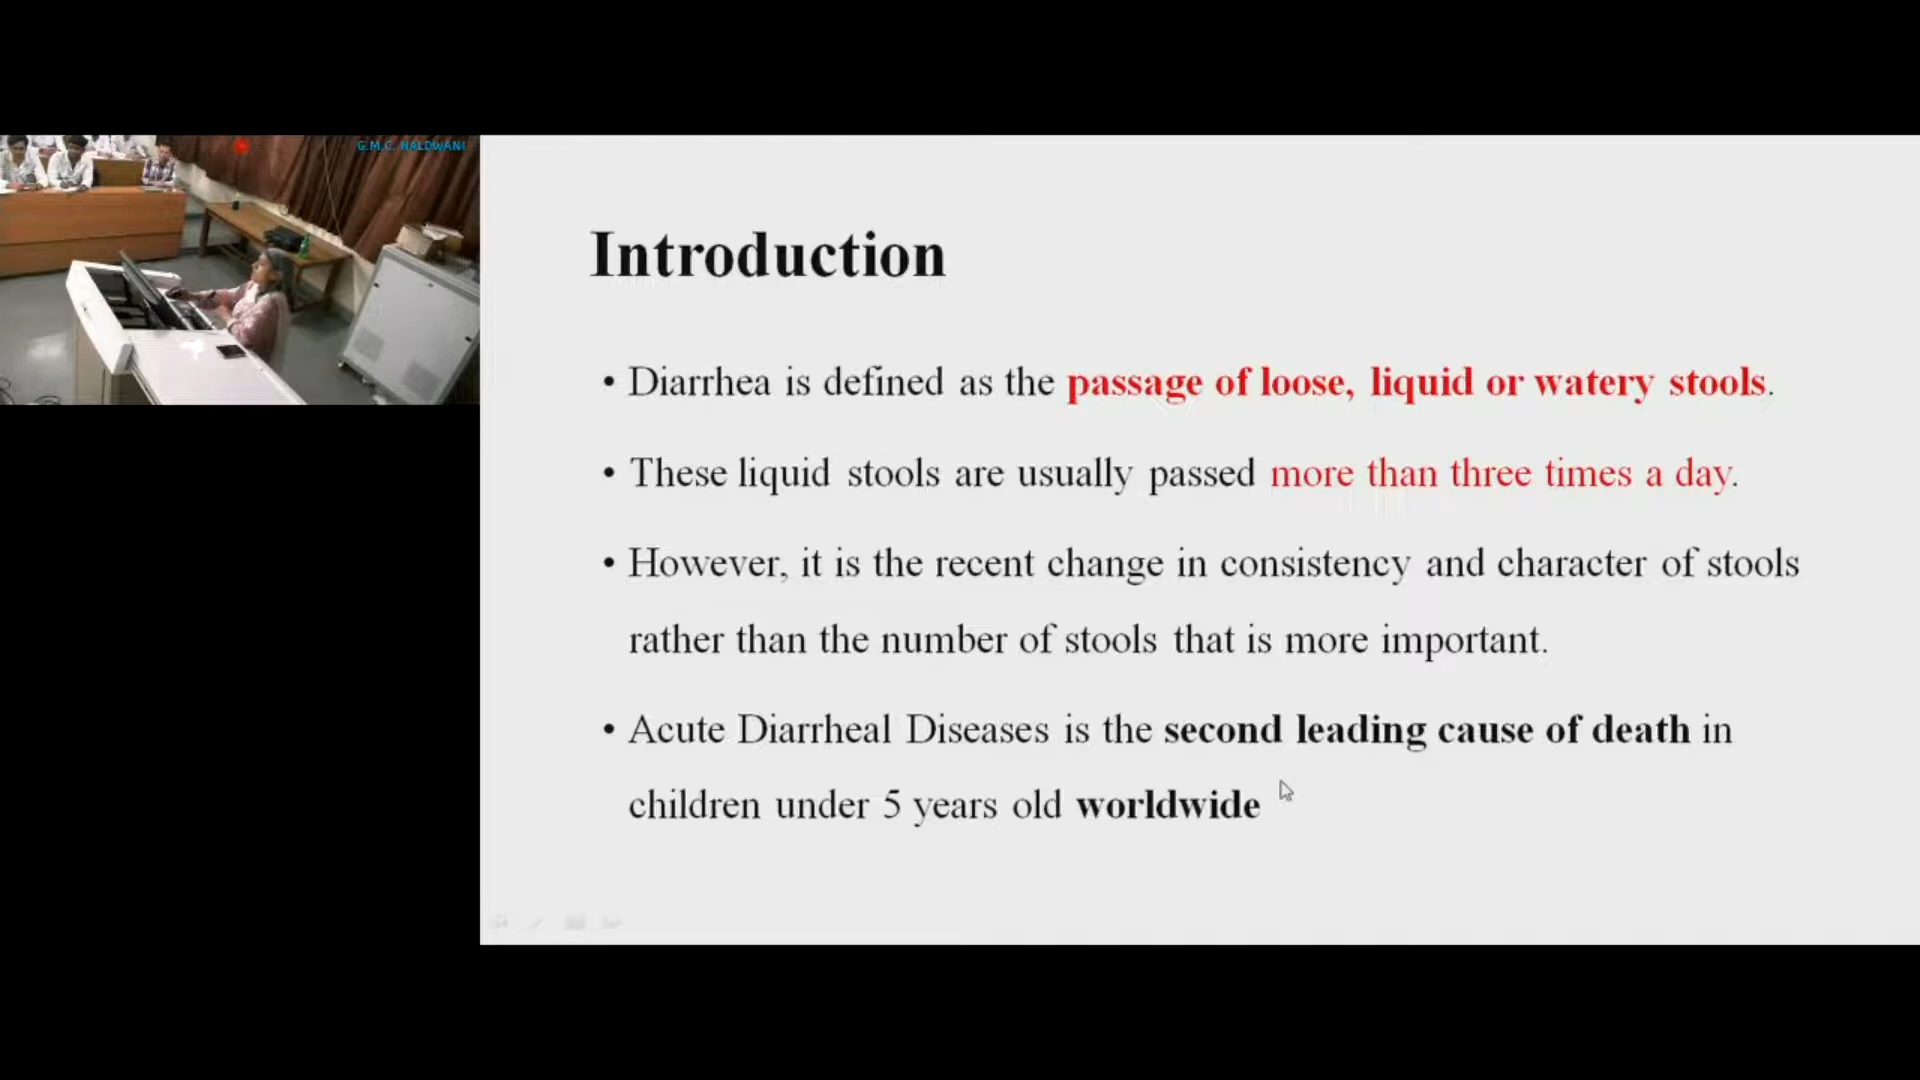 G.M.C. HALDWANI
Introduction
• Diarrhea is defined as the passage of loose, liquid or watery stools.
• These liquid stools are usually passed more than three times a day.
• However, it is the recent change in consistency and character of stools
rather than the number of stools that is more important.
• Acute Diarrheal Diseases is the second leading cause of death in
children under 5 years old worldwide